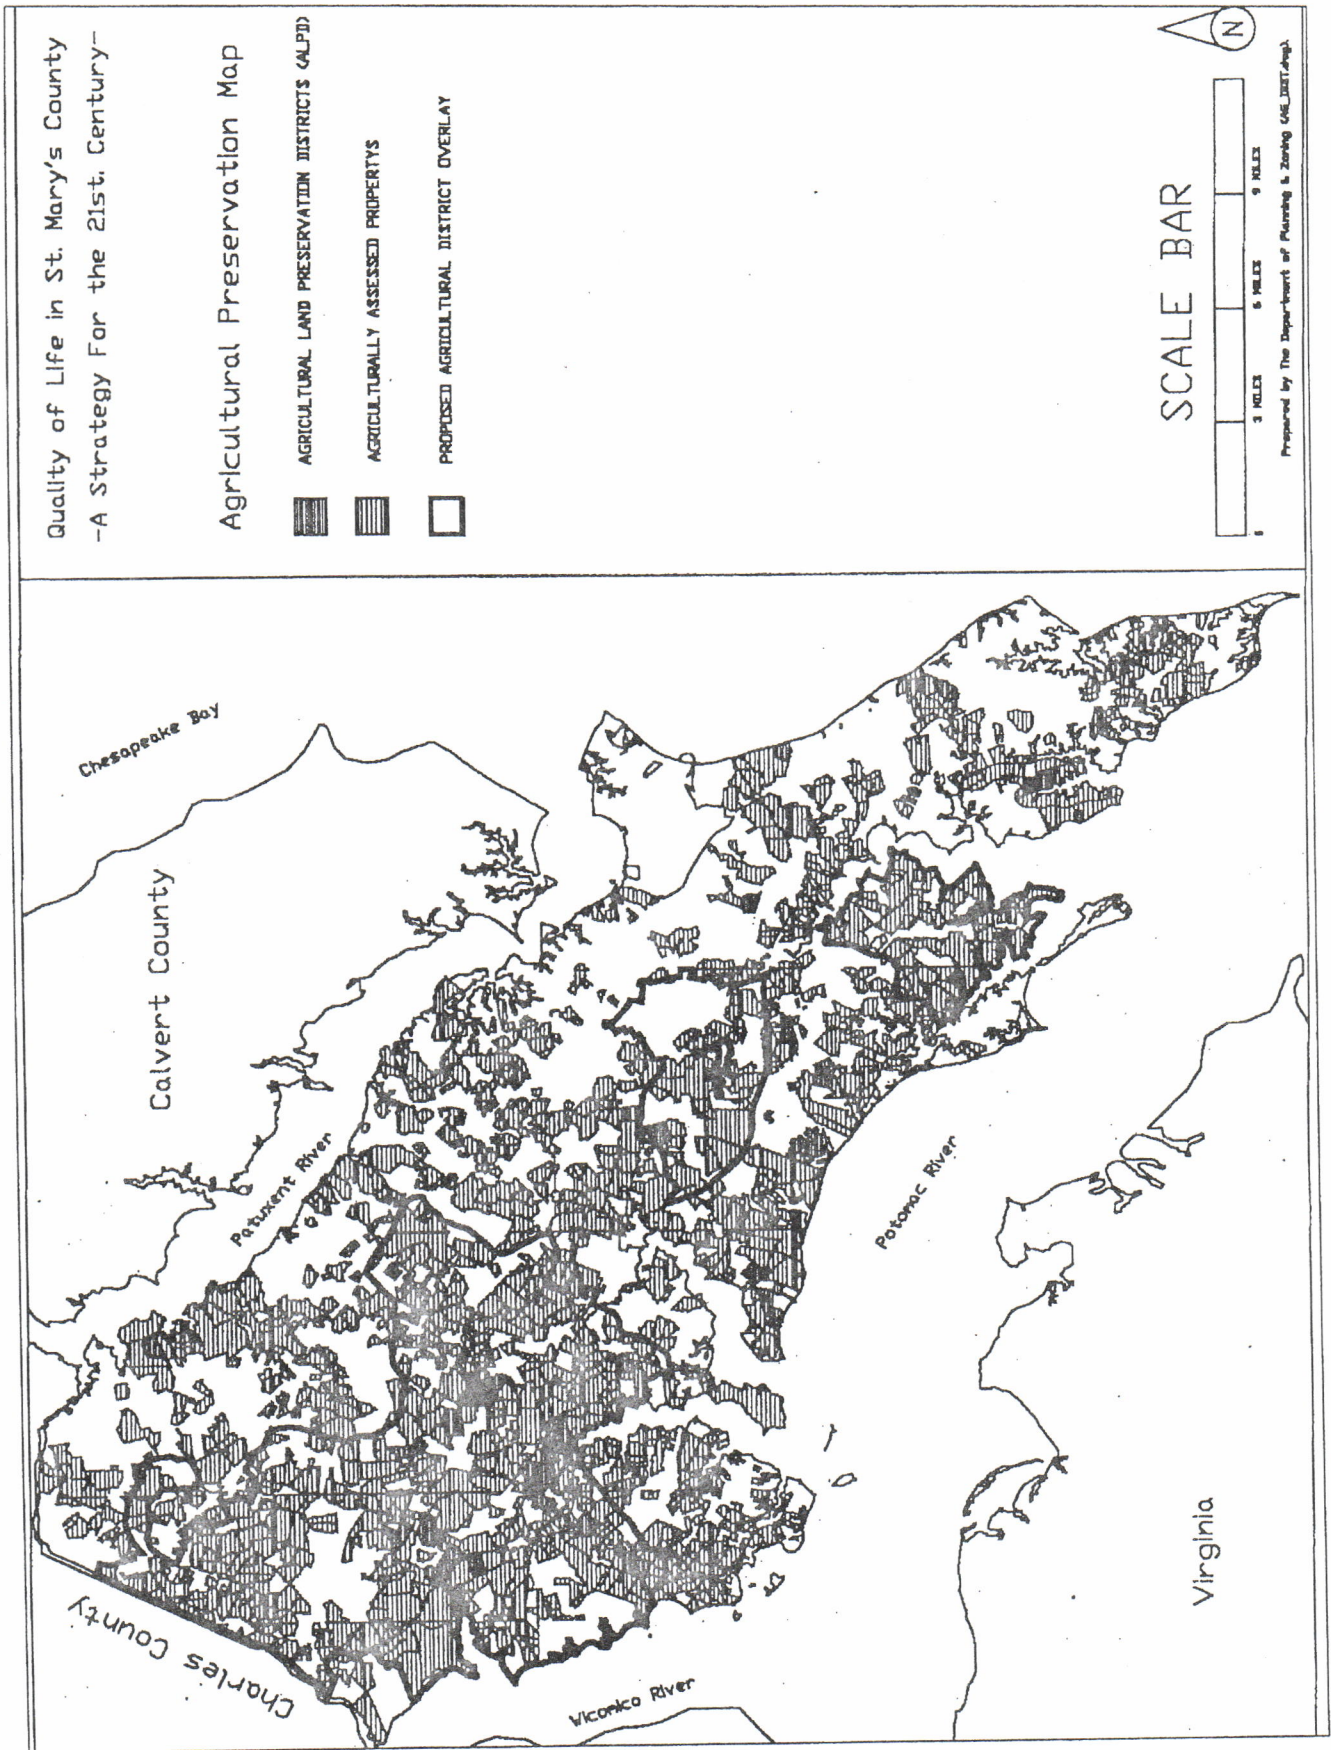 Quality of Life in St. Mary's County
-A Strategy For the 21st. Century-
Agricultural Preservation Map
AGRICULTURAL LAND PRESERVATION DISTRICTS (ALPD)
AGRICULTURALLY ASSESSED PROPERTYS
PROPOSED AGRICULTURAL DISTRICT OVERLAY
Chesapeake Bay
Calvert County
Patuxent River
Charles County
Potomac River
Wiconico River
Virginia
SCALE BAR
3 MILES
6 MILES
9 MILES
N
Prepared by The Department of Planning & Zoning